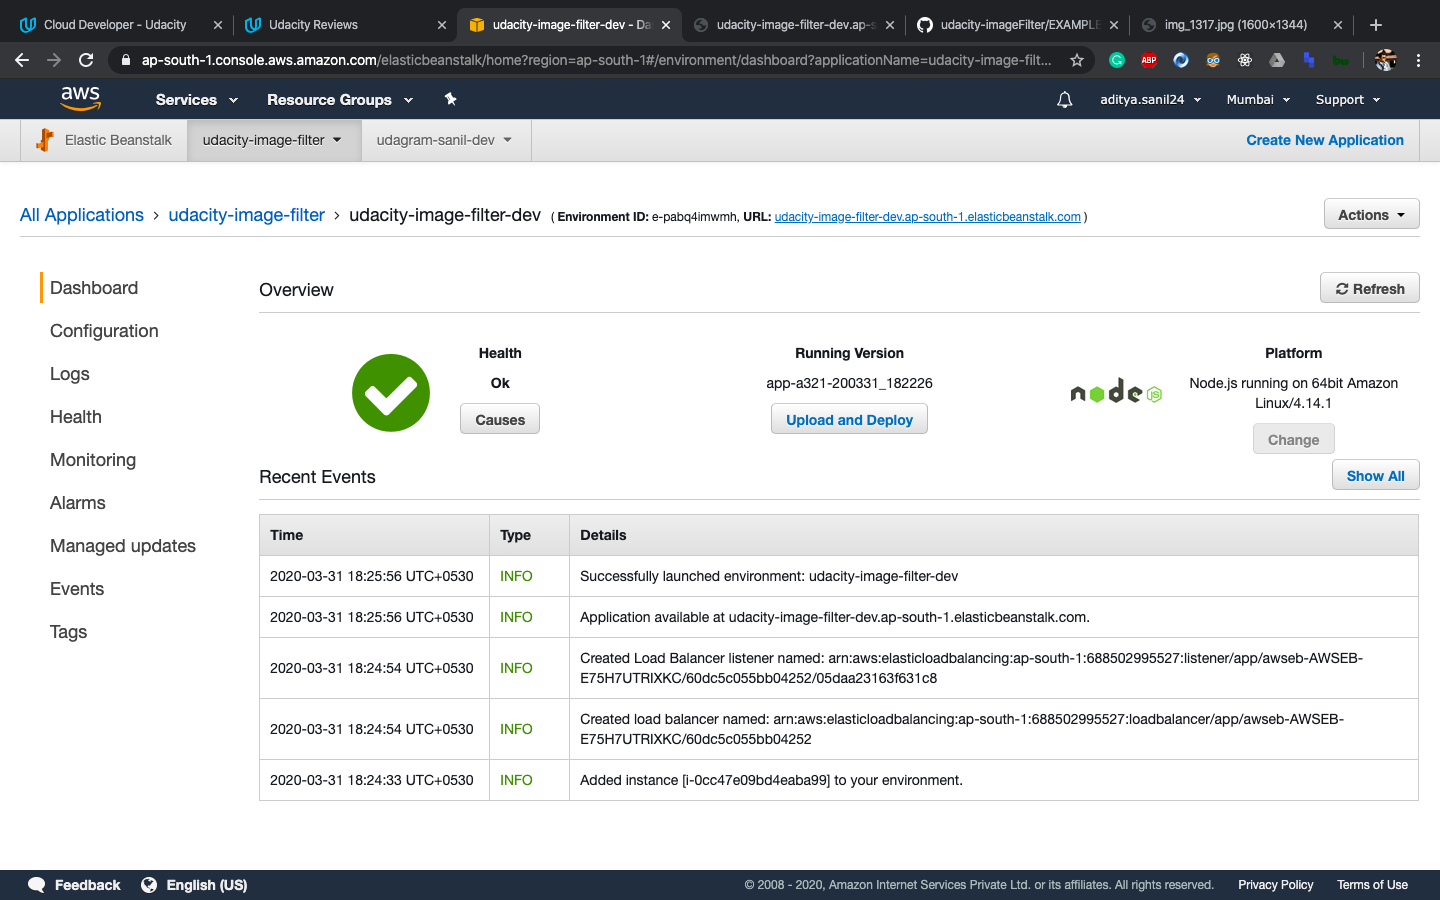 Cloud Developer - Udacity
Udacity Reviews
udacity-image-filter-dev - Da
udacity-image-filter-dev.ap-s
udacity-imageFilter/EXAMPLE
img_1317.jpg (1600×1344)
ap-south-1.console.aws.amazon.com/elasticbeanstalk/home?region=ap-south-1#/environment/dashboard?applicationName=udacity-image-filt...
ABP
aws
Services
Resource Groups
aditya.sanil24
Mumbai
Support
Elastic Beanstalk
udacity-image-filter
udagram-sanil-dev
Create New Application
All Applications › udacity-image-filter › udacity-image-filter-dev ( Environment ID: e-pabq4imwmh, URL: udacity-image-filter-dev.ap-south-1.elasticbeanstalk.com )
Actions
Dashboard
Configuration
Logs
Health
Monitoring
Alarms
Managed updates
Events
Tags
Overview
Refresh
Health
Ok
Causes
Running Version
app-a321-200331_182226
Upload and Deploy
node JS
Platform
Node.js running on 64bit Amazon
Linux/4.14.1
Change
Recent Events
Show All
Time Type Details
2020-03-31 18:25:56 UTC+0530 INFO Successfully launched environment: udacity-image-filter-dev
2020-03-31 18:25:56 UTC+0530 INFO Application available at udacity-image-filter-dev.ap-south-1.elasticbeanstalk.com.
2020-03-31 18:24:54 UTC+0530 INFO Created Load Balancer listener named: arn:aws:elasticloadbalancing:ap-south-1:688502995527:listener/app/awseb-AWSEB-
E75H7UTRIXKC/60dc5c055bb04252/05daa23163f631c8
2020-03-31 18:24:54 UTC+0530 INFO Created load balancer named: arn:aws:elasticloadbalancing:ap-south-1:688502995527:loadbalancer/app/awseb-AWSEB-
E75H7UTRIXKC/60dc5c055bb04252
2020-03-31 18:24:33 UTC+0530 INFO Added instance [i-0cc47e09bd4eaba99] to your environment.
Feedback
English (US)
© 2008 - 2020, Amazon Internet Services Private Ltd. or its affiliates. All rights reserved.
Privacy Policy
Terms of Use